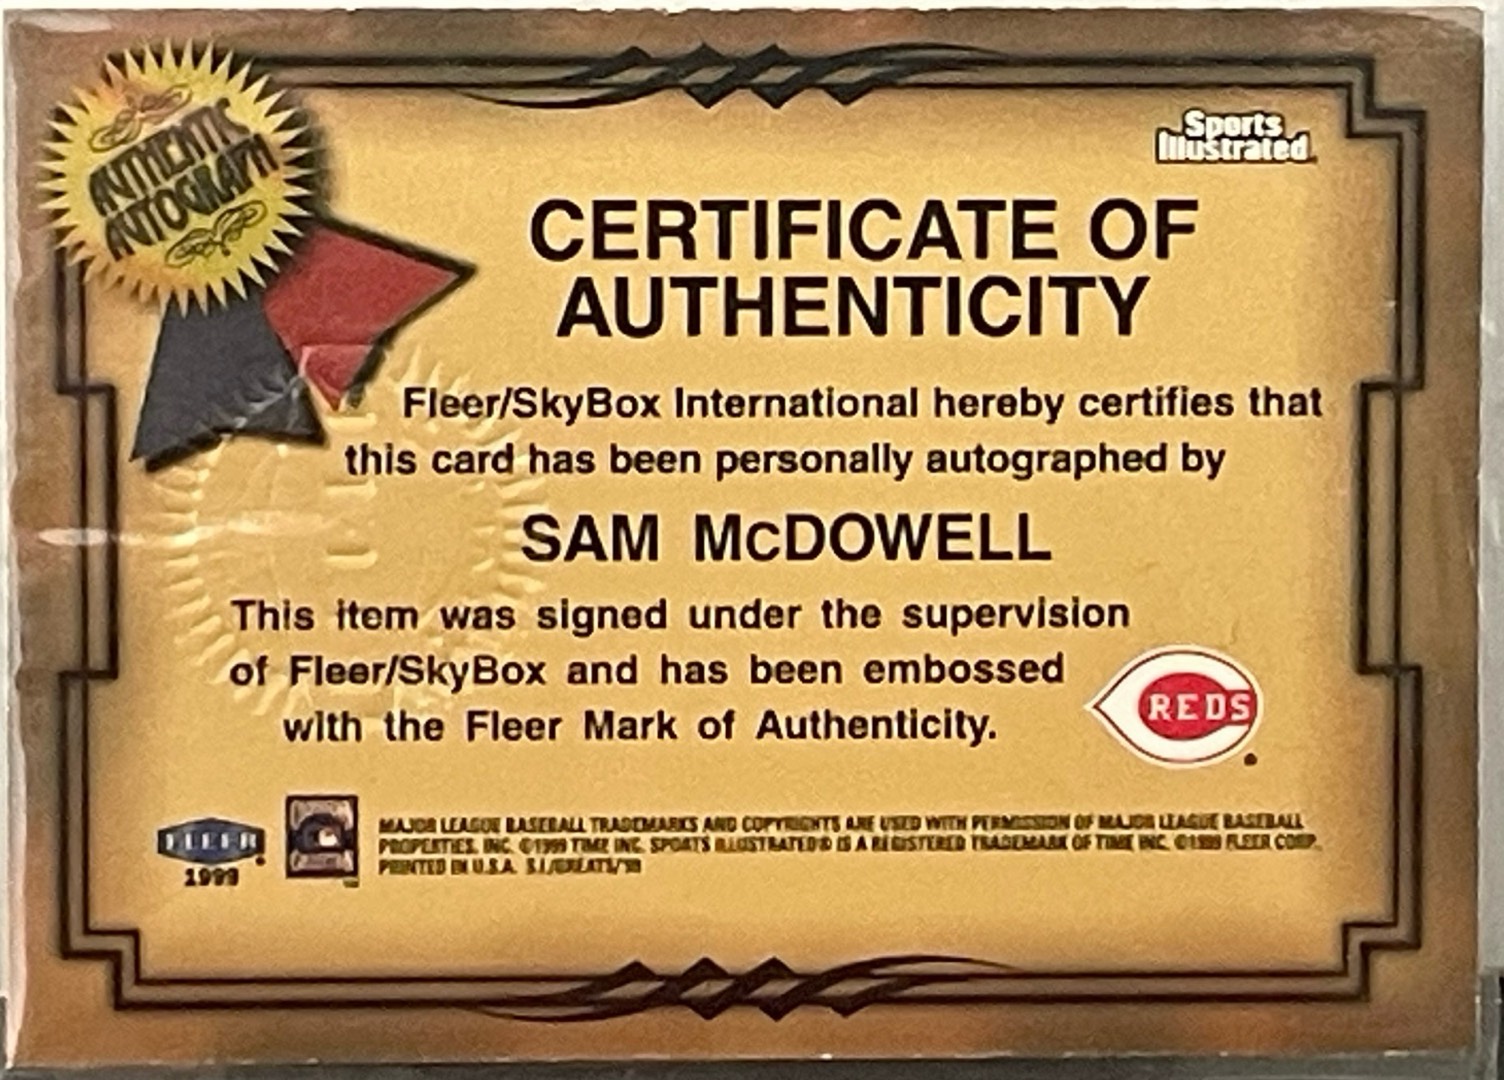 AUTHENTIC
AUTOGRAPH
Sports
Illustrated
CERTIFICATE OF
AUTHENTICITY
Fleer/SkyBox International hereby certifies that
this card has been personally autographed by
SAM McDOWELL
This item was signed under the supervision
of Fleer/SkyBox and has been embossed
with the Fleer Mark of Authenticity.
REDS
FLEER
1999
MAJOR LEAGUE BASEBALL TRADEMARKS AND COPYRIGHTS ARE USED WITH PERMISSION OF MAJOR LEAGUE BASEBALL
PROPERTIES, INC. ©1999 TIME INC. SPORTS ILLUSTRATED® IS A REGISTERED TRADEMARK OF TIME INC. ©1999 FLEER CORP.
PRINTED IN U.S.A. S.I./GREATS/'99